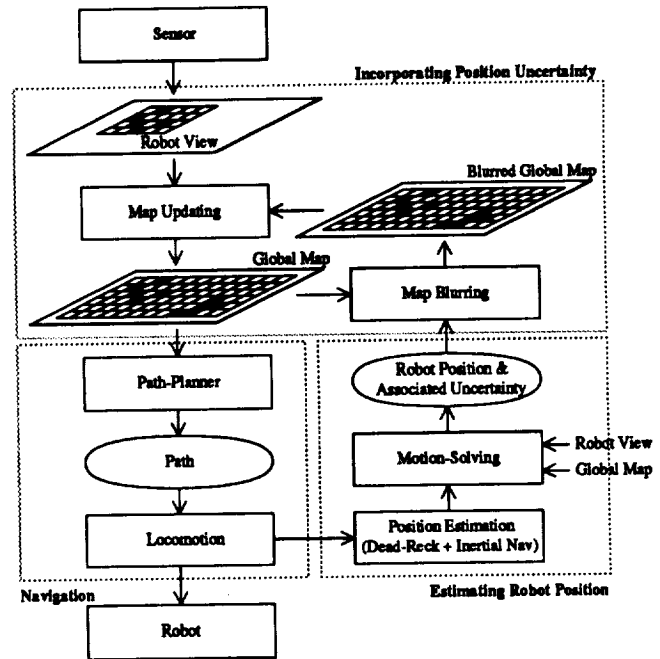 Sensor
Incorporating Position Uncertainty
Robot View
Blurred Global Map
Map Updating
Global Map
Map Blurring
Path-Planner
Robot Position &
Associated Uncertainty
Path
Motion-Solving
Robot View
Global Map
Locomotion
Position Estimation
(Dead-Reck + Inertial Nav)
Navigation
Estimating Robot Position
Robot